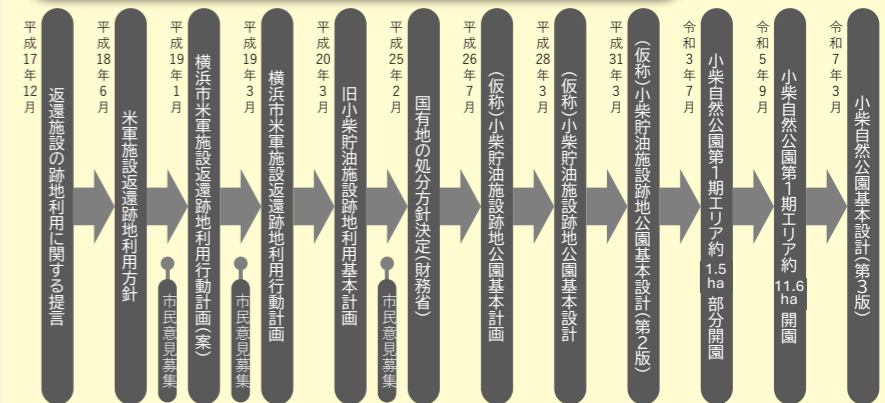 平成17年12月
返還施設の跡地利用に関する提言
平成18年6月
米軍施設返還跡地利用方針
市民意見募集
平成19年1月
横浜市米軍施設返還跡地利用行動計画(案)
市民意見募集
平成19年3月
横浜市米軍施設返還跡地利用行動計画
平成20年3月
旧小柴貯油施設跡地利用基本計画
市民意見募集
平成25年2月
国有地の処分方針決定(財務省)
平成26年7月
(仮称)小柴貯油施設跡地公園基本計画
平成28年3月
(仮称)小柴貯油施設跡地公園基本設計
平成31年3月
(仮称)小柴貯油施設跡地公園基本設計(第2版)
令和3年7月
小柴自然公園第1期エリア約1.5ha部分開園
令和5年9月
小柴自然公園第1期エリア約11.6ha開園
令和7年3月
小柴自然公園基本設計(第3版)